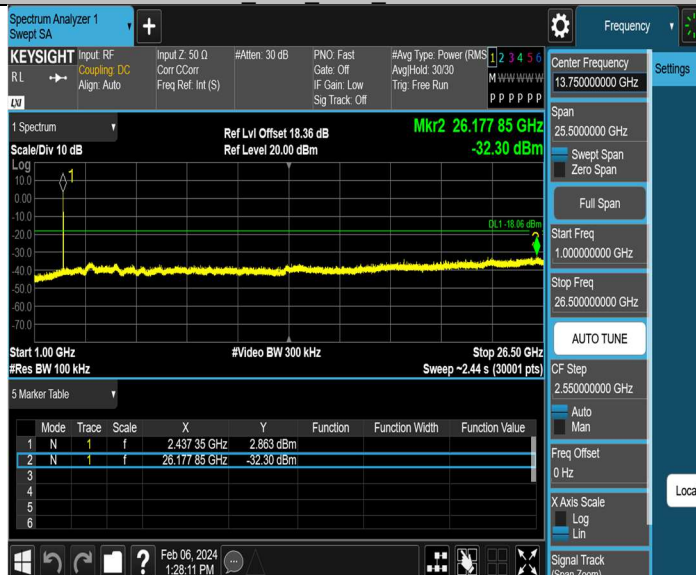 Spectrum Analyzer 1
Swept SA
+
Frequency
Settings
KEYSIGHT
RL
LXI
Input: RF
Coupling: DC
Align: Auto
Input Z: 50 Ω
Corr CCorr
Freq Ref: Int (S)
#Atten: 30 dB
PNO: Fast
Gate: Off
IF Gain: Low
Sig Track: Off
#Avg Type: Power (RMS
Avg|Hold: 30/30
Trig: Free Run
1 2 3 4 5 6
M W W W W W
P P P P P P
1 Spectrum
Scale/Div 10 dB
Ref Lvl Offset 18.36 dB
Ref Level 20.00 dBm
Mkr2 26.177 85 GHz
-32.30 dBm
Log
10.0
0.00
-10.0
-20.0
-30.0
-40.0
-50.0
-60.0
-70.0
1
DL1 -18.06 dBm
2
Start 1.00 GHz
#Res BW 100 kHz
#Video BW 300 kHz
Stop 26.50 GHz
Sweep ~2.44 s (30001 pts)
5 Marker Table
Mode Trace Scale X Y Function Function Width Function Value
1 N 1 f 2.437 35 GHz 2.863 dBm
2 N 1 f 26.177 85 GHz -32.30 dBm
3
4
5
6
Feb 06, 2024
1:28:11 PM
?
Center Frequency
13.750000000 GHz
Span
25.5000000 GHz
Swept Span
Zero Span
Full Span
Start Freq
1.000000000 GHz
Stop Freq
26.500000000 GHz
AUTO TUNE
CF Step
2.550000000 GHz
Auto
Man
Freq Offset
0 Hz
X Axis Scale
Log
Lin
Signal Track
(Span Zoom)
Loca